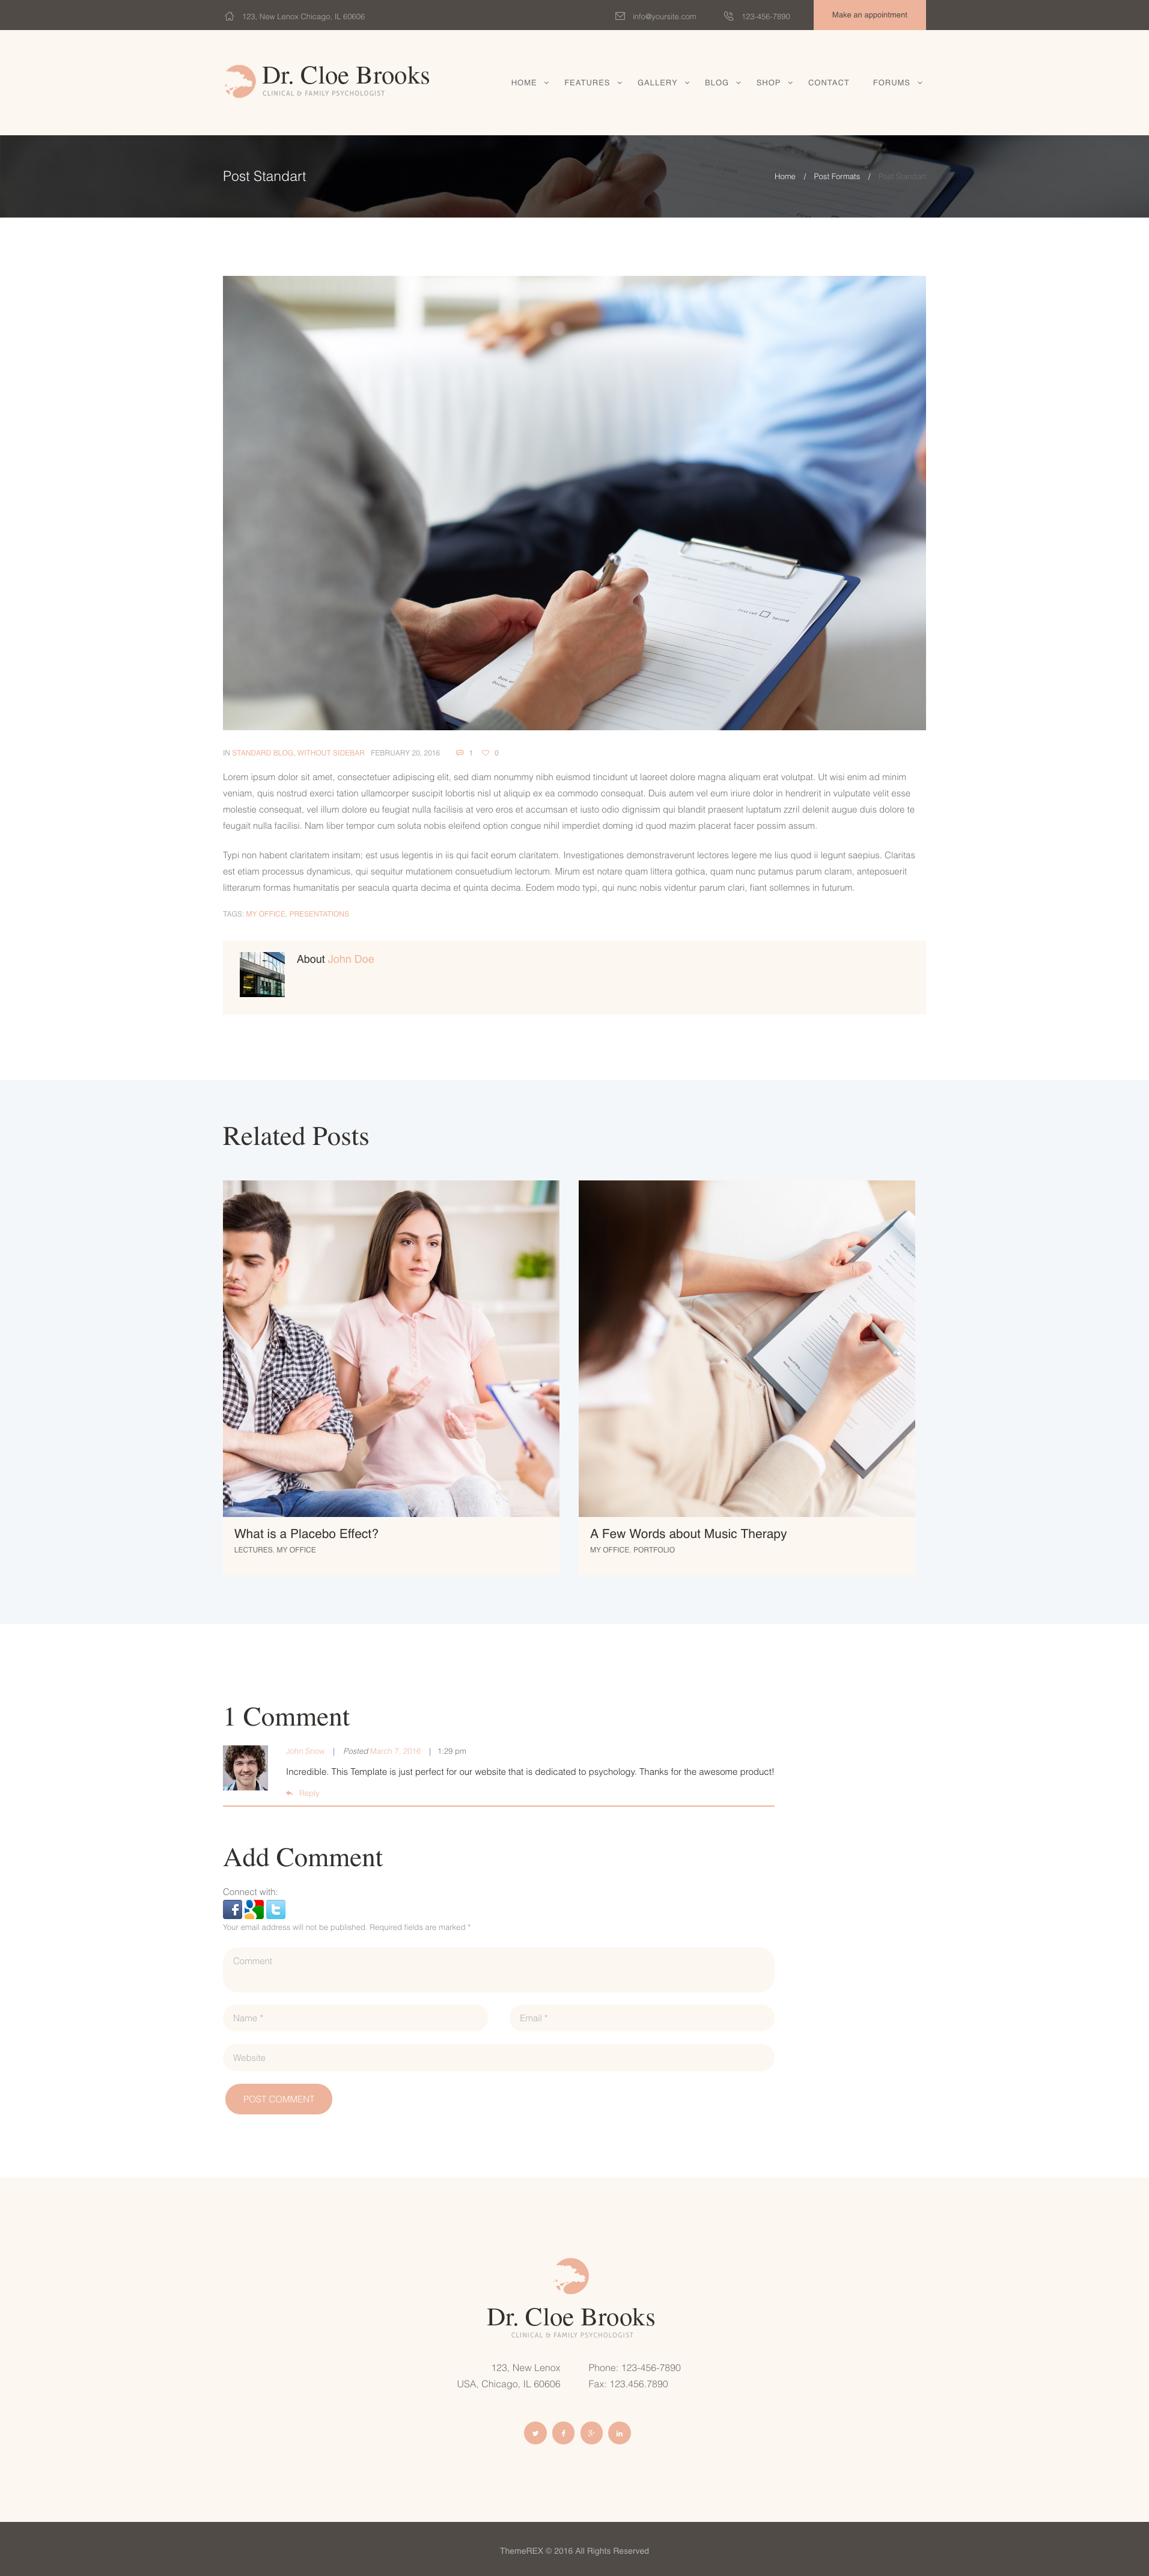 123, New Lenox Chicago, IL 60606
info@yoursite.com
123-456-7890
Make an appointment
Dr. Cloe Brooks
CLINICAL & FAMILY PSYCHOLOGIST
HOME
FEATURES
GALLERY
BLOG
SHOP
CONTACT
FORUMS
Post Standart
Home / Post Formats / Post Standart
First call
Second
IN STANDARD BLOG, WITHOUT SIDEBAR FEBRUARY 20, 2016 1 0
Lorem ipsum dolor sit amet, consectetuer adipiscing elit, sed diam nonummy nibh euismod tincidunt ut laoreet dolore magna aliquam erat volutpat. Ut wisi enim ad minim
veniam, quis nostrud exerci tation ullamcorper suscipit lobortis nisl ut aliquip ex ea commodo consequat. Duis autem vel eum iriure dolor in hendrerit in vulputate velit esse
molestie consequat, vel illum dolore eu feugiat nulla facilisis at vero eros et accumsan et iusto odio dignissim qui blandit praesent luptatum zzril delenit augue duis dolore te
feugait nulla facilisi. Nam liber tempor cum soluta nobis eleifend option congue nihil imperdiet doming id quod mazim placerat facer possim assum.
Typi non habent claritatem insitam; est usus legentis in iis qui facit eorum claritatem. Investigationes demonstraverunt lectores legere me lius quod ii legunt saepius. Claritas
est etiam processus dynamicus, qui sequitur mutationem consuetudium lectorum. Mirum est notare quam littera gothica, quam nunc putamus parum claram, anteposuerit
litterarum formas humanitatis per seacula quarta decima et quinta decima. Eodem modo typi, qui nunc nobis videntur parum clari, fiant sollemnes in futurum.
TAGS: MY OFFICE, PRESENTATIONS
About John Doe
Related Posts
What is a Placebo Effect?
LECTURES, MY OFFICE
A Few Words about Music Therapy
MY OFFICE, PORTFOLIO
1 Comment
John Snow | Posted March 7, 2016 | 1:29 pm
Incredible. This Template is just perfect for our website that is dedicated to psychology. Thanks for the awesome product!
Reply
Add Comment
Connect with:
Your email address will not be published. Required fields are marked *
Comment
Name *
Email *
Website
POST COMMENT
Dr. Cloe Brooks
CLINICAL & FAMILY PSYCHOLOGIST
123, New Lenox
USA, Chicago, IL 60606
Phone: 123-456-7890
Fax: 123.456.7890
ThemeREX © 2016 All Rights Reserved